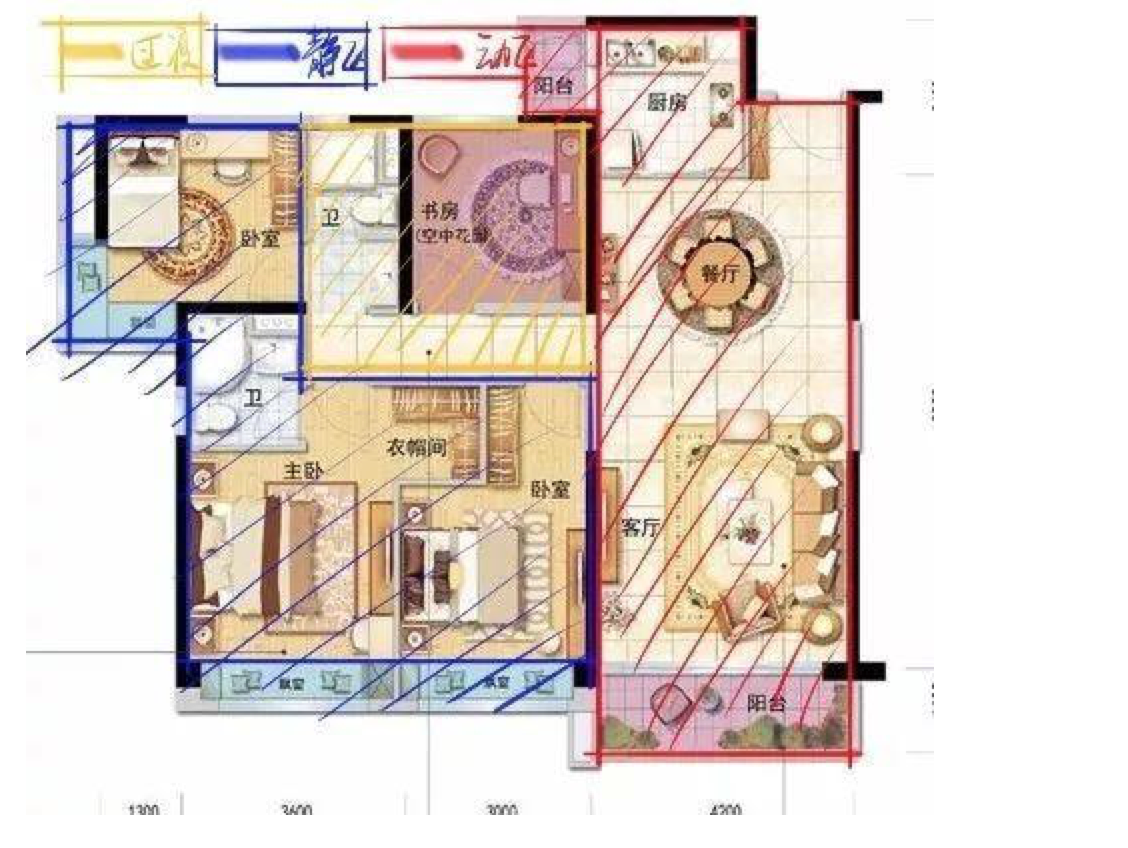 过渡 静区 动区
阳台
厨房
卧室
卫
书房
(空中花园)
餐厅
卫
衣帽间
主卧
卧室
客厅
飘窗
飘窗
阳台
1300 3600 3000 4200